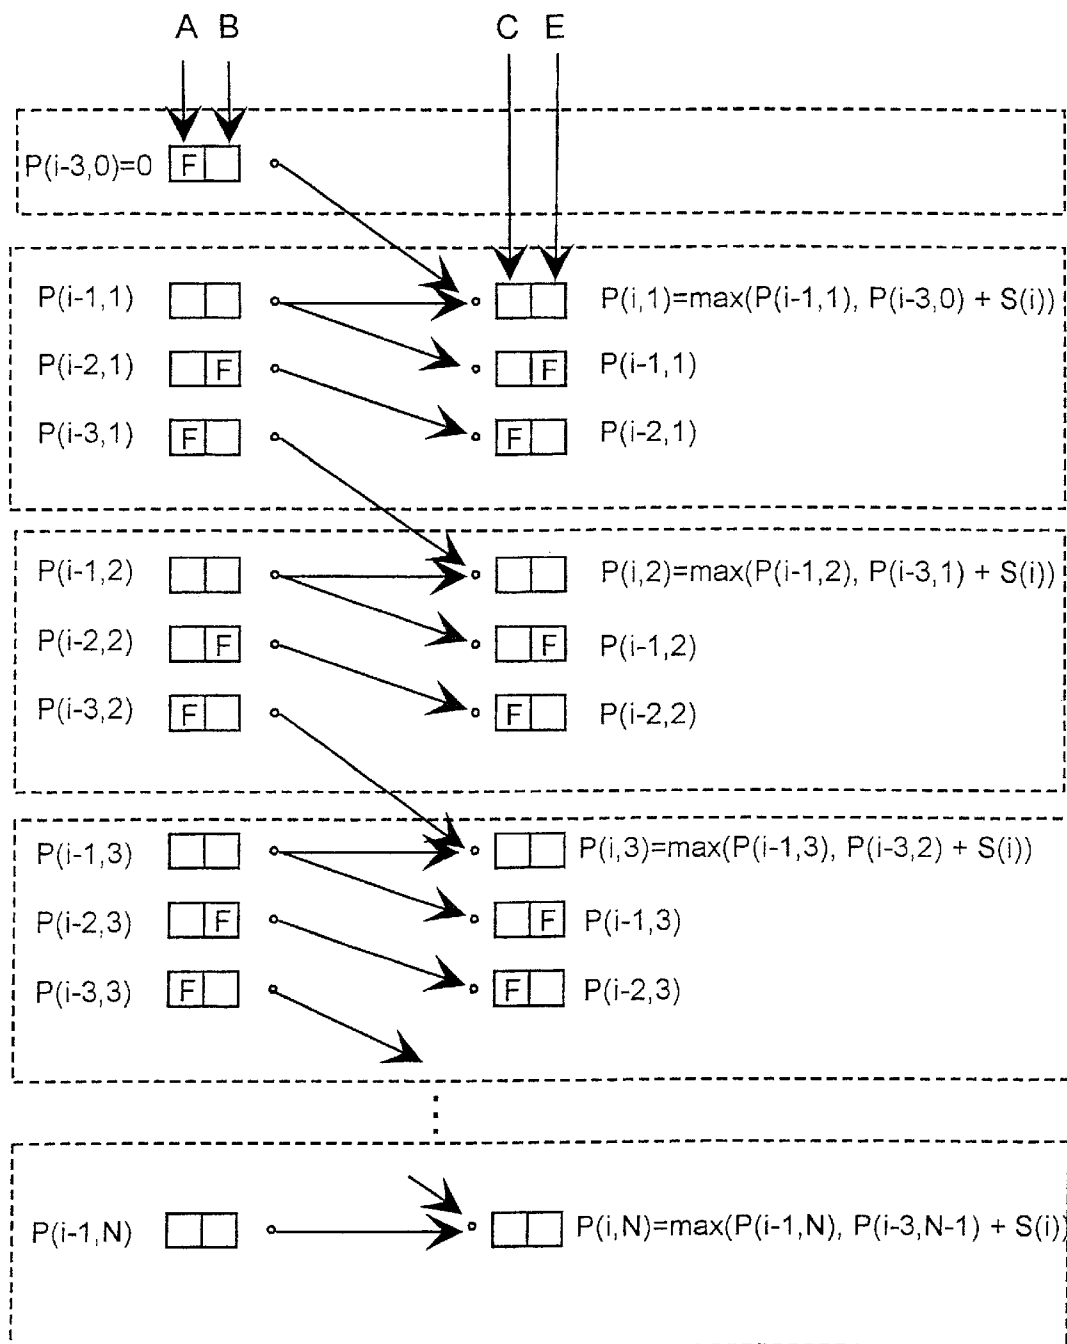 A B C E
P(i-3,0)=0 F
P(i-1,1) P(i,1)=max(P(i-1,1), P(i-3,0) + S(i))
P(i-2,1) F F P(i-1,1)
P(i-3,1) F F P(i-2,1)
P(i-1,2) P(i,2)=max(P(i-1,2), P(i-3,1) + S(i))
P(i-2,2) F F P(i-1,2)
P(i-3,2) F F P(i-2,2)
P(i-1,3) P(i,3)=max(P(i-1,3), P(i-3,2) + S(i))
P(i-2,3) F F P(i-1,3)
P(i-3,3) F F P(i-2,3)
P(i-1,N) P(i,N)=max(P(i-1,N), P(i-3,N-1) + S(i))